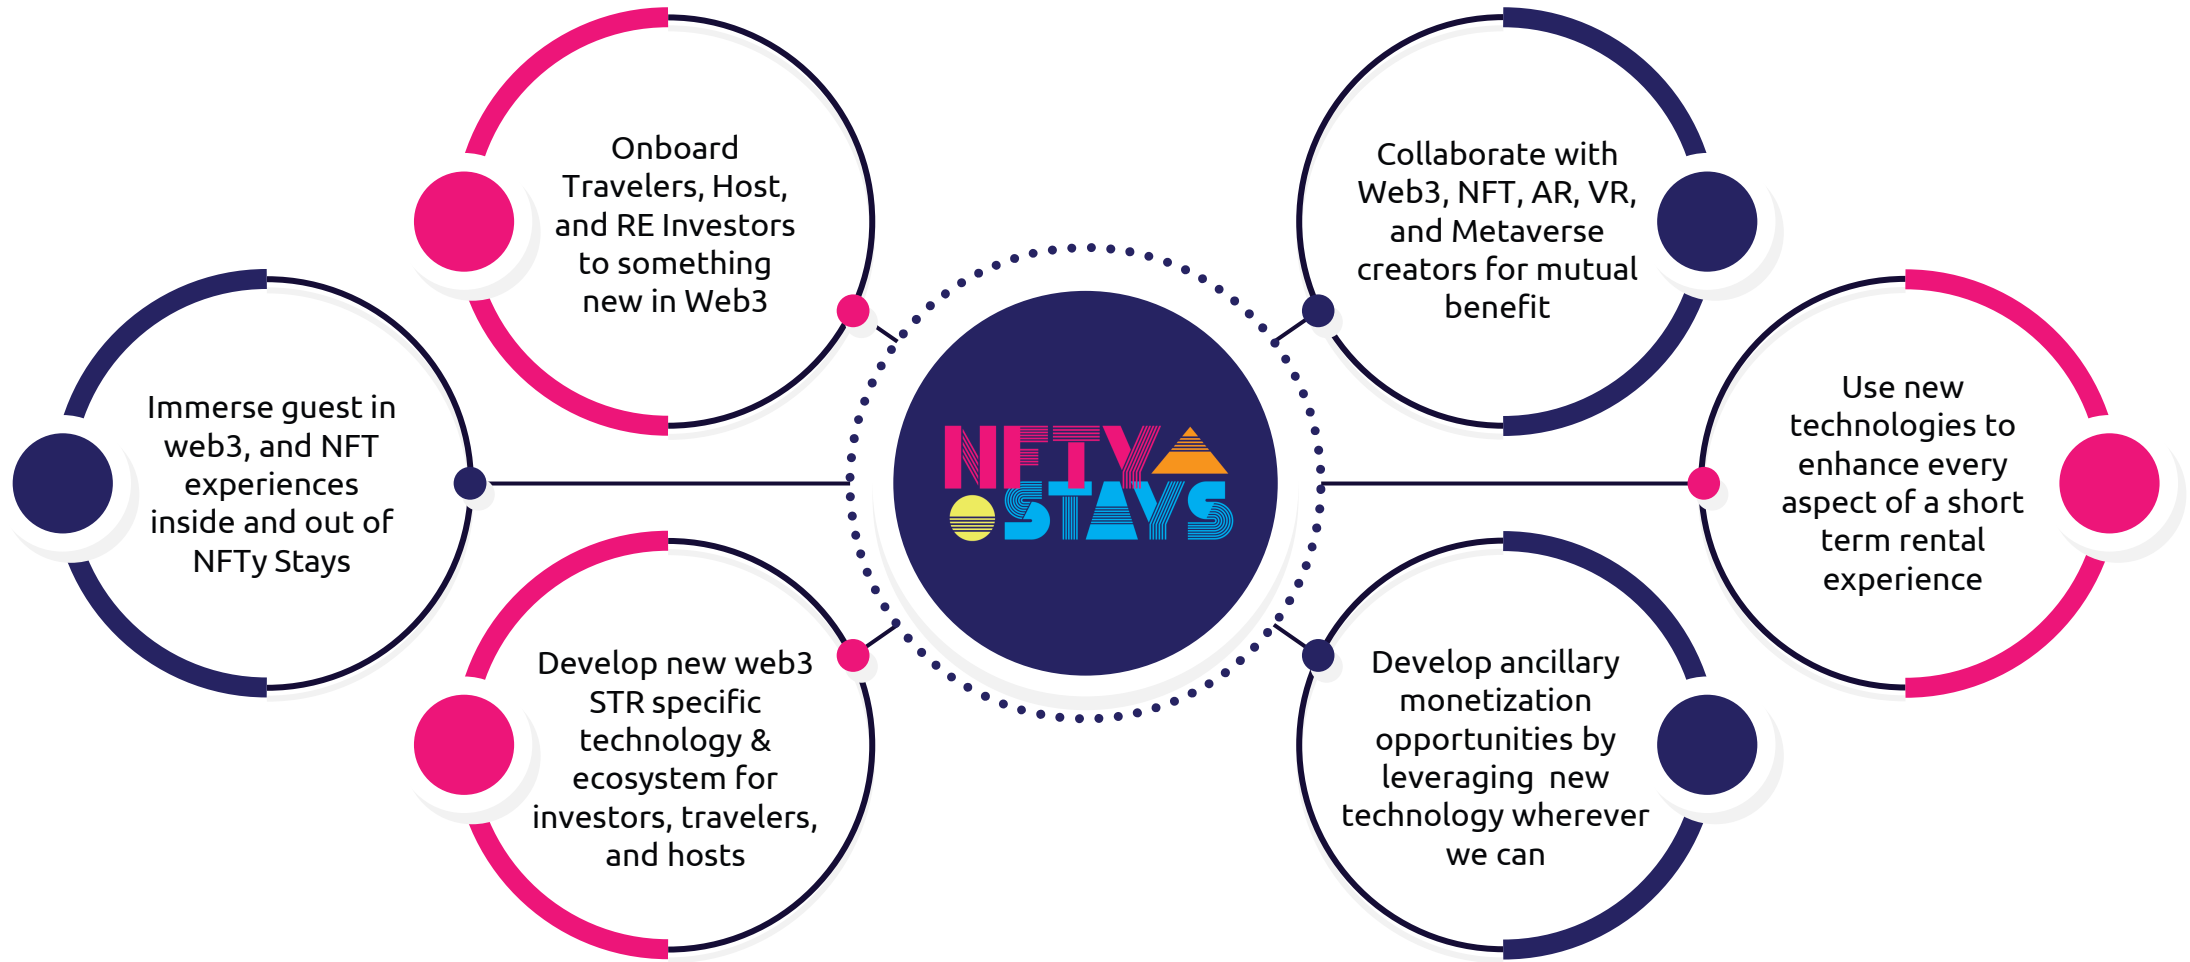 Onboard
Travelers, Host,
and RE Investors
to something
new in Web3
Collaborate with
Web3, NFT, AR, VR,
and Metaverse
creators for mutual
benefit
Immerse guest in
web3, and NFT
experiences
inside and out of
NFTy Stays
NFTY
STAYS
Use new
technologies to
enhance every
aspect of a short
term rental
experience
Develop new web3
STR specific
technology &
ecosystem for
investors, travelers,
and hosts
Develop ancillary
monetization
opportunities by
leveraging  new
technology wherever
we can